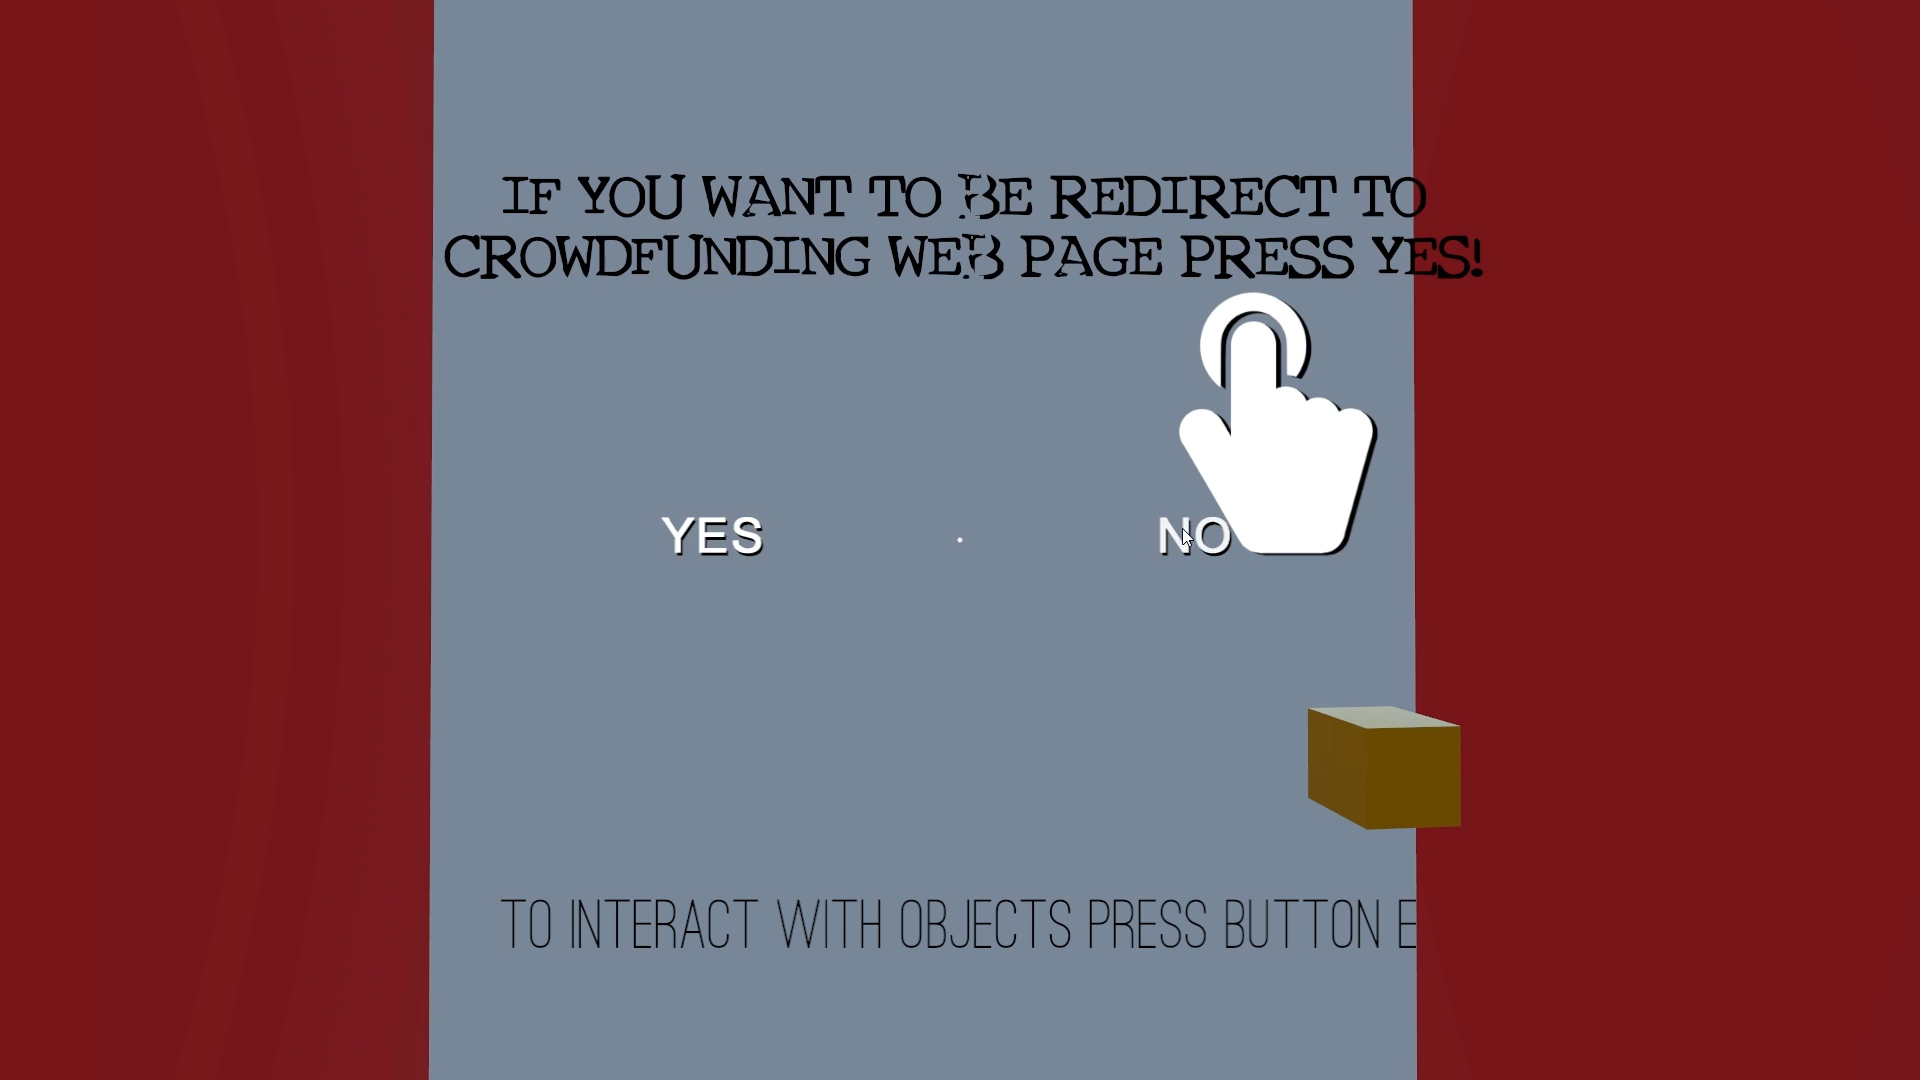 IF YOU WANT TO BE REDIRECT TO
CROWDFUNDING WEB PAGE PRESS YES!
YES
NO
TO INTERACT WITH OBJECTS PRESS BUTTON E